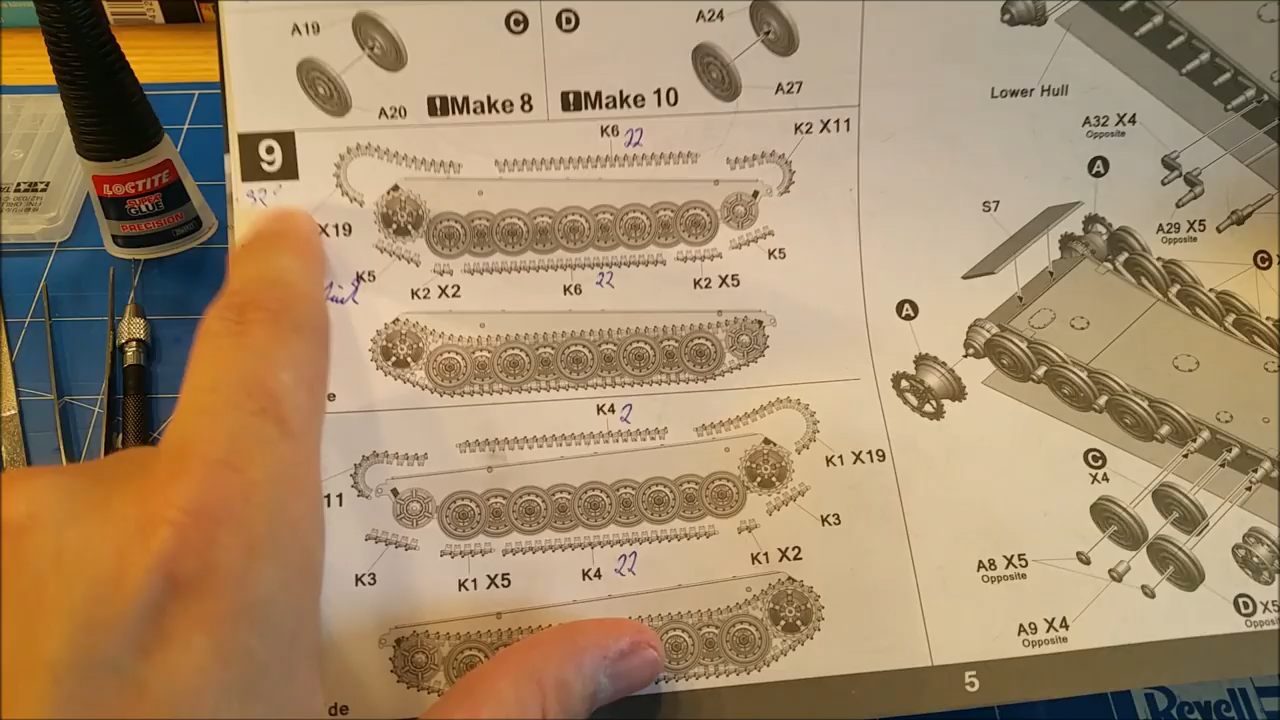 LOCTITE
SUPER
GLUE
PRECISION
A19
A20
C
Make 8
D
A24
A27
Make 10
9
K6 22
K2 X11
X19
K5
K2 X2
K6 22
K2 X5
K5
e
K4 2
K1 X19
11
K3
K1 X5
K4 22
K1 X2
K3
de
Lower Hull
A32 X4
Opposite
A
S7
A29 X5
Opposite
C
A
C
X4
A8 X5
Opposite
A9 X4
Opposite
D X5
Opposi
5
Revell